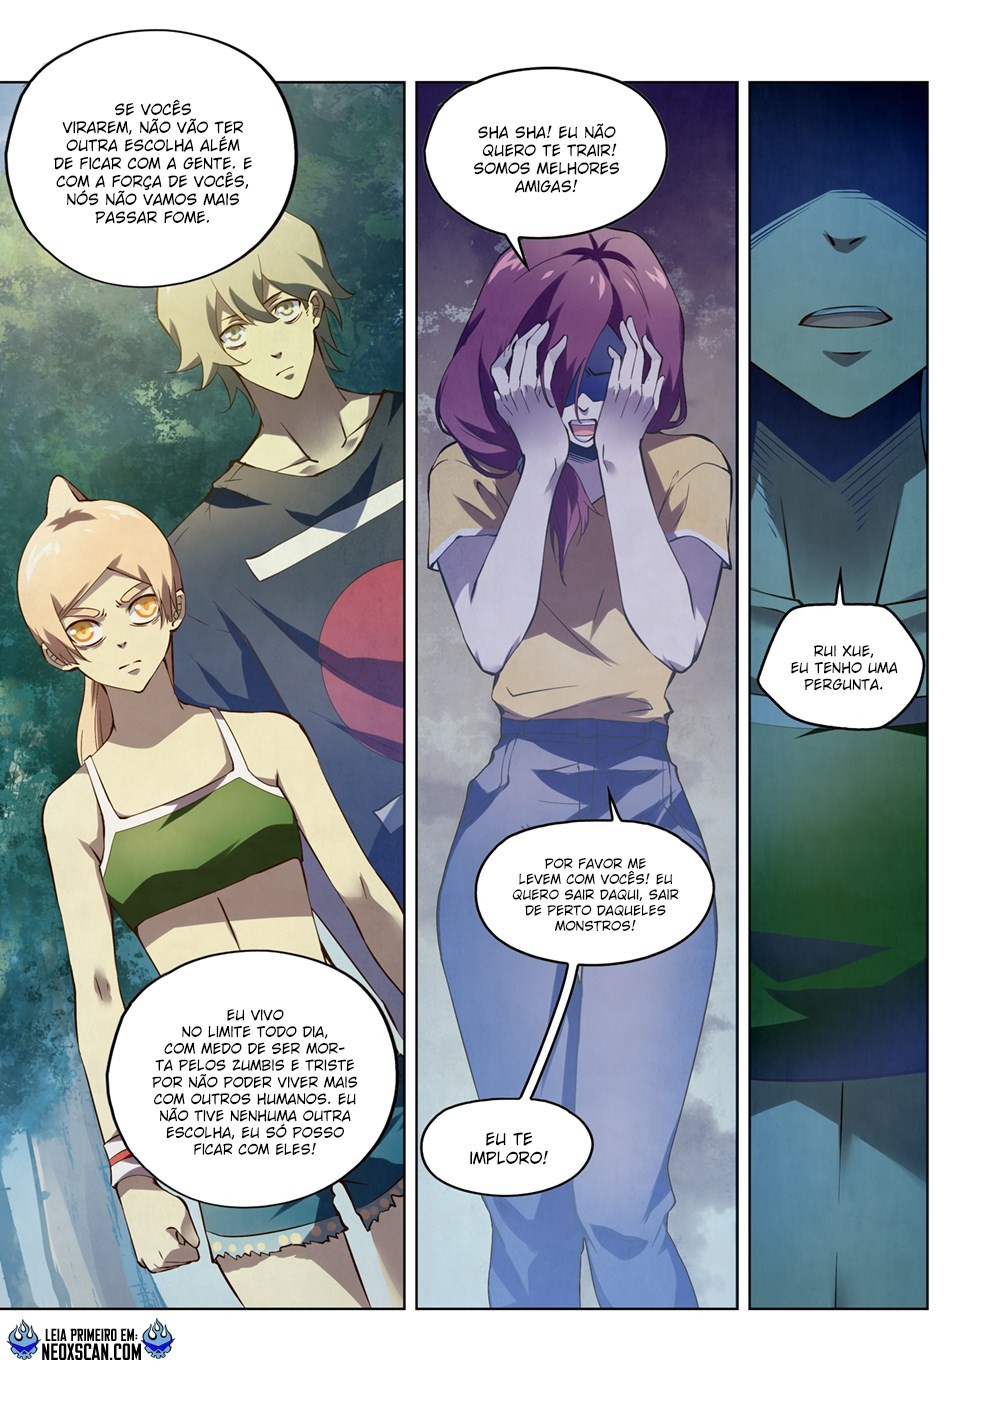 SE VOCÊS
VIRAREM, NÃO VÃO TER
OUTRA ESCOLHA ALÉM
DE FICAR COM A GENTE. E
COM A FORÇA DE VOCÊS,
NÓS NÃO VAMOS MAIS
PASSAR FOME.
EU VIVO
NO LIMITE TODO DIA,
COM MEDO DE SER MOR-
TA PELOS ZUMBIS E TRISTE
POR NÃO PODER VIVER MAIS
COM OUTROS HUMANOS. EU
NÃO TIVE NENHUMA OUTRA
ESCOLHA, EU SÓ POSSO
FICAR COM ELES!
SHA SHA! EU NÃO
QUERO TE TRAIR!
SOMOS MELHORES
AMIGAS!
POR FAVOR ME
LEVEM COM VOCÊS! EU
QUERO SAIR DAQUI, SAIR
DE PERTO DAQUELES
MONSTROS!
EU TE
IMPLORO!
RUI XUE,
EU TENHO UMA
PERGUNTA.
LEIA PRIMEIRO EM:
NEOXSCAN.COM